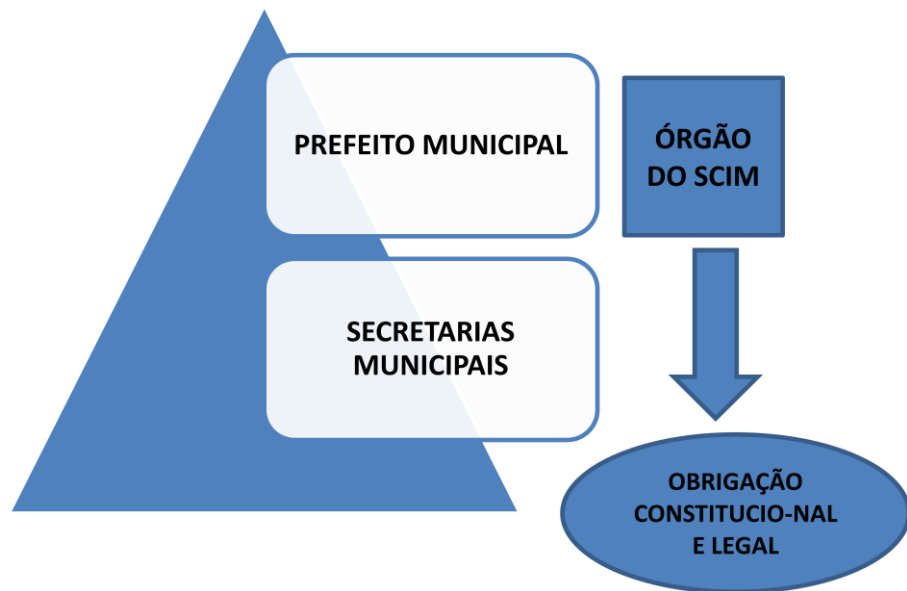 PREFEITO MUNICIPAL
ÓRGÃO
DO SCIM
SECRETARIAS
MUNICIPAIS
OBRIGAÇÃO
CONSTITUCIO-NAL
E LEGAL